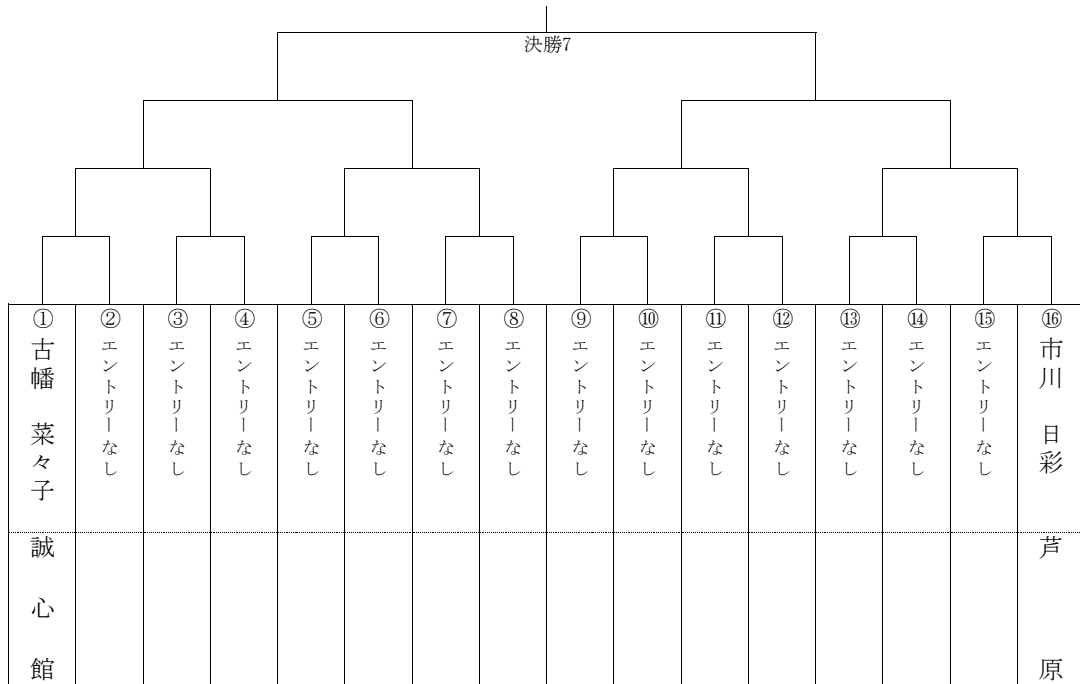 決勝7
①
古幡 菜々子
誠心館
②
エントリーなし
③
エントリーなし
④
エントリーなし
⑤
エントリーなし
⑥
エントリーなし
⑦
エントリーなし
⑧
エントリーなし
⑨
エントリーなし
⑩
エントリーなし
⑪
エントリーなし
⑫
エントリーなし
⑬
エントリーなし
⑭
エントリーなし
⑮
エントリーなし
⑯
市川 日彩
芦原